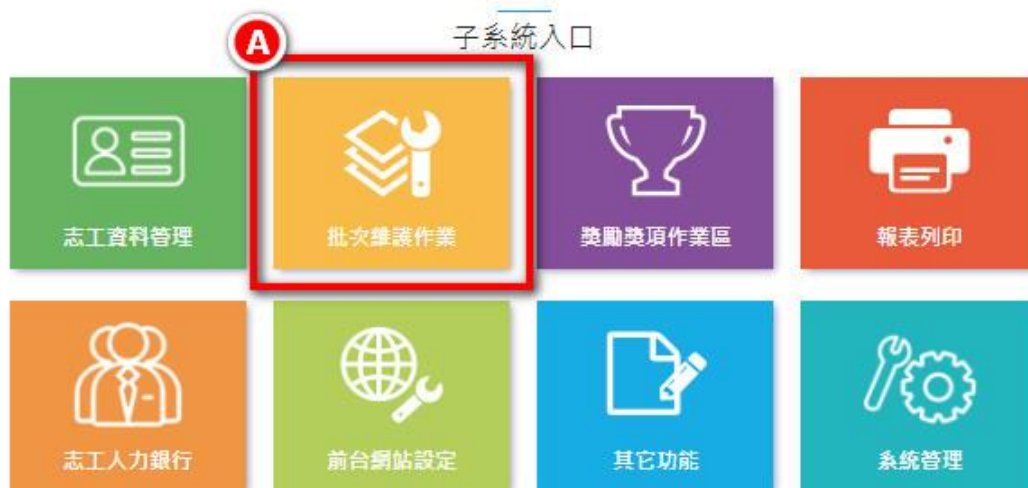 A
子系統入口
志工資料管理
批次維護作業
獎勵獎項作業區
報表列印
志工人力銀行
前台網站設定
其它功能
系統管理